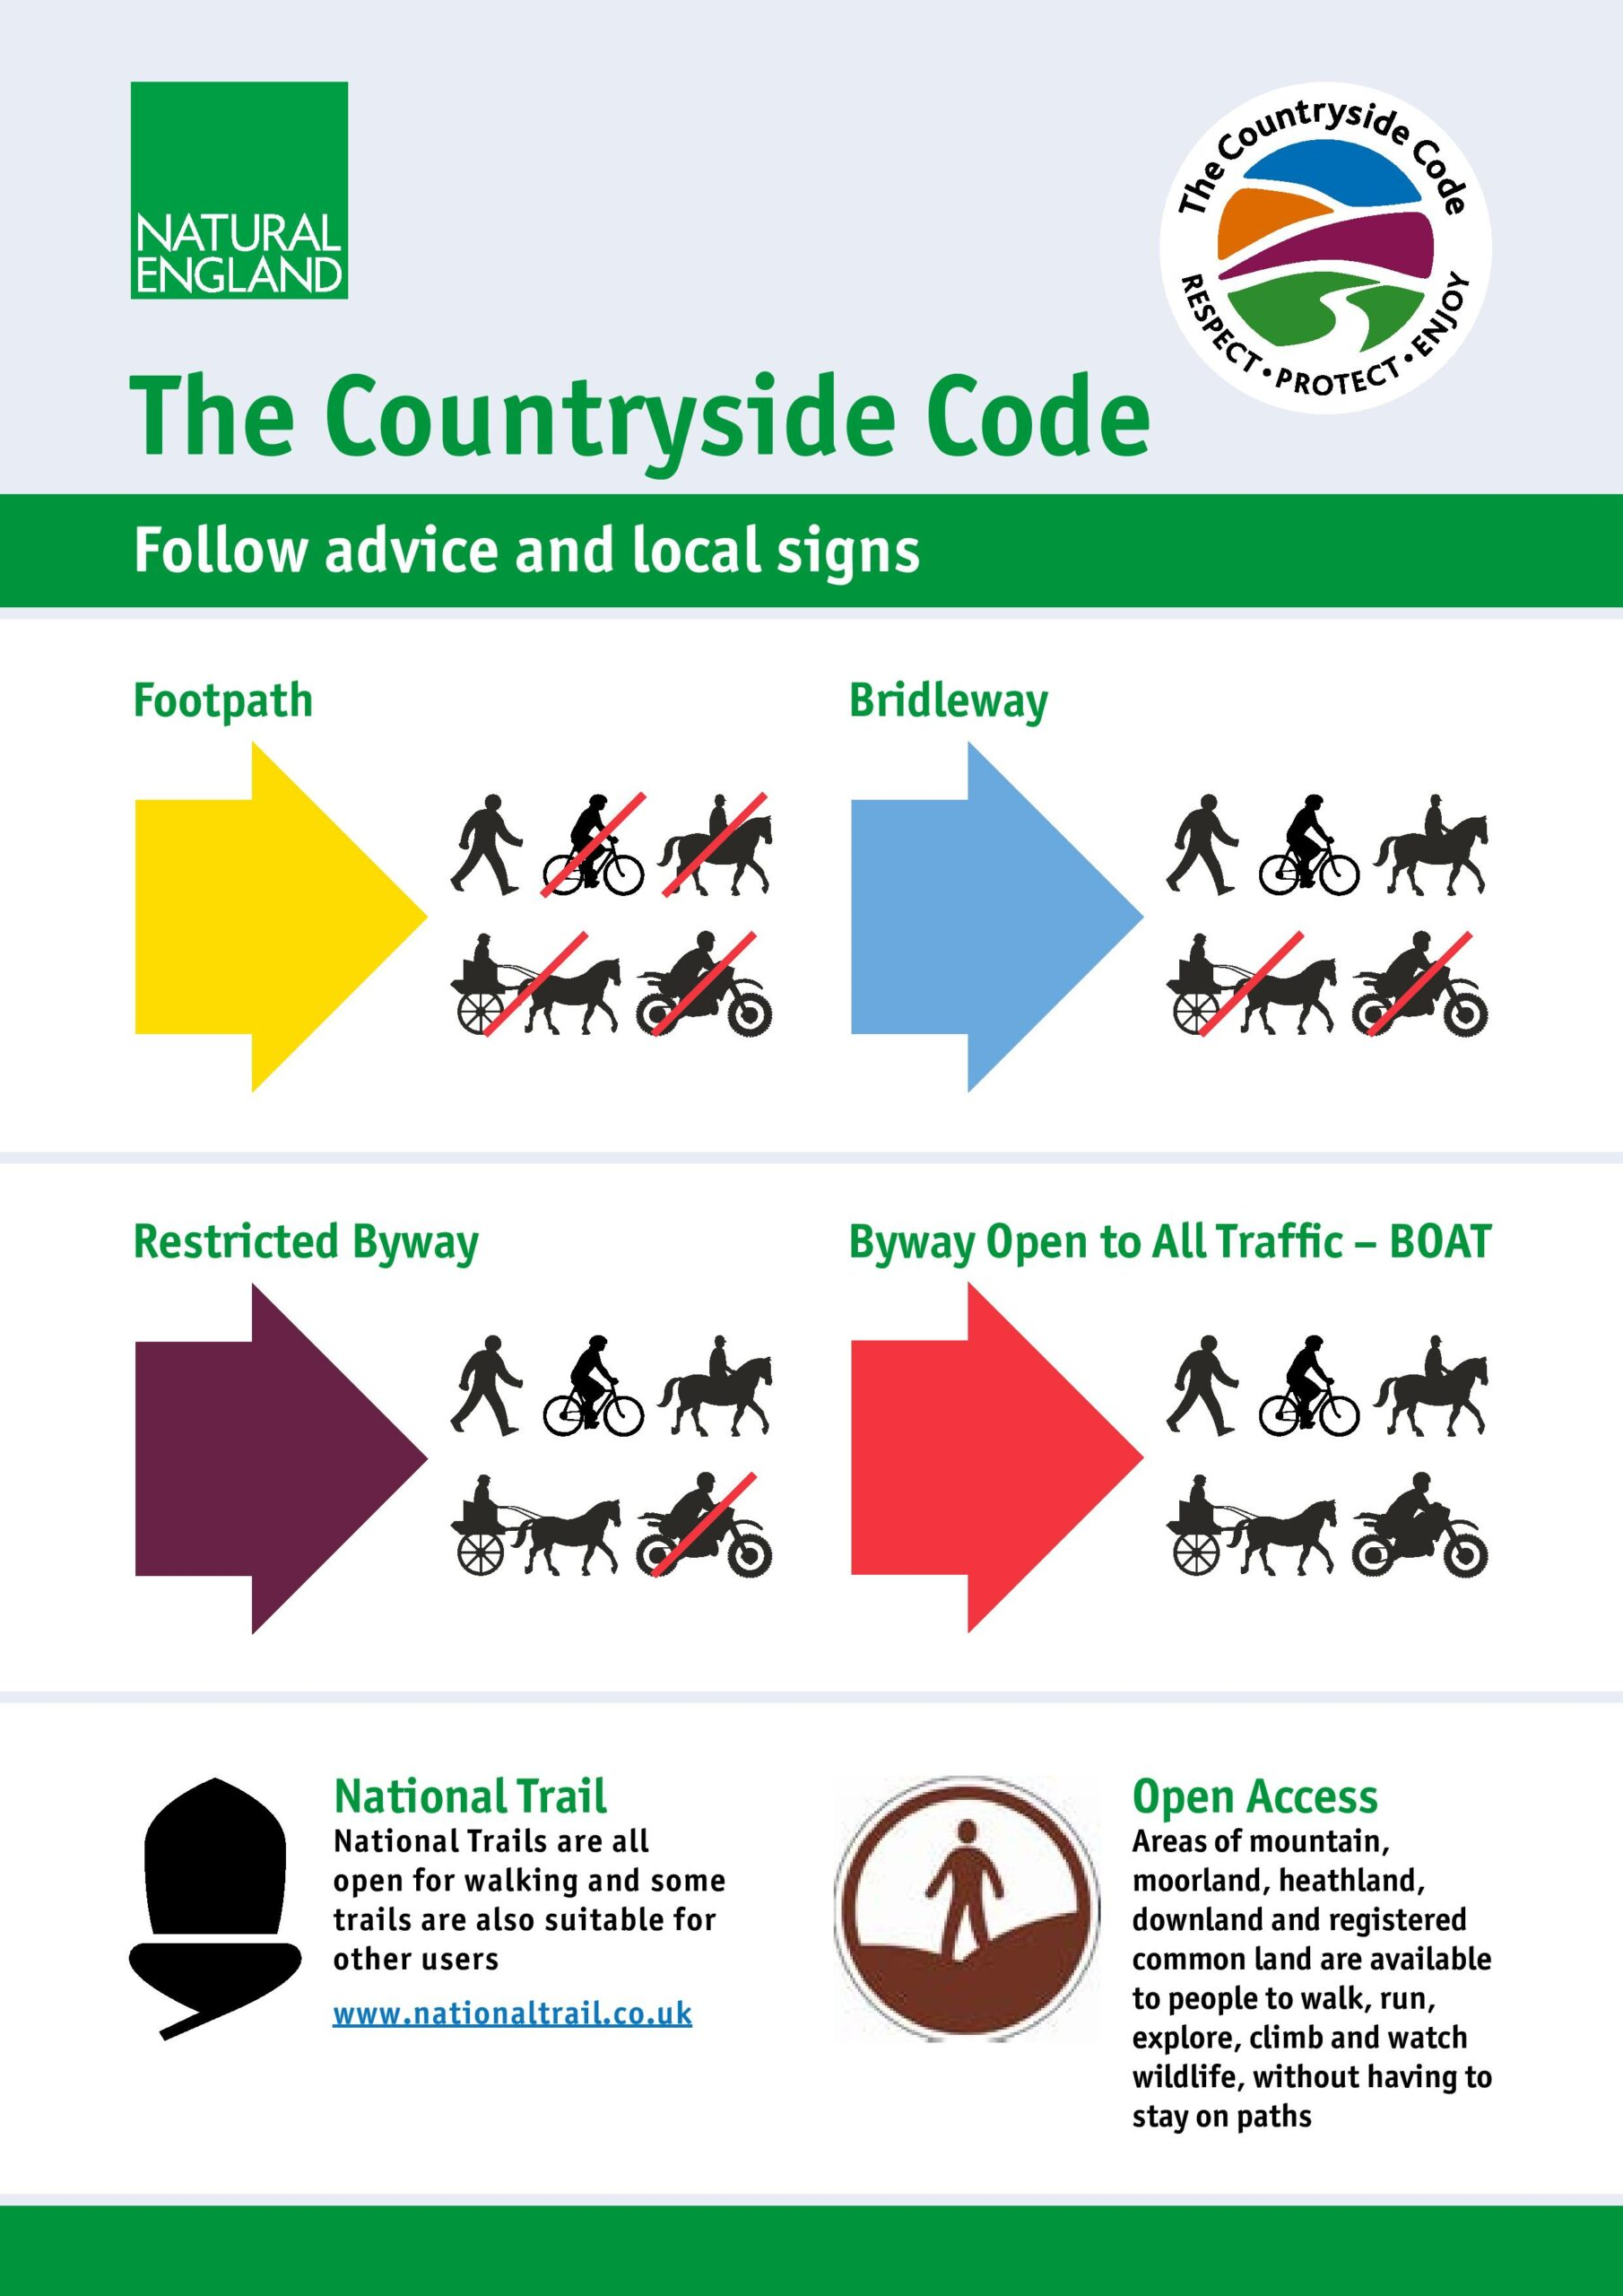 NATURAL
ENGLAND
The Countryside Code
RESPECT • PROTECT • ENJOY
The Countryside Code
Follow advice and local signs
Footpath
Bridleway
Restricted Byway
Byway Open to All Traffic – BOAT
National Trail
National Trails are all
open for walking and some
trails are also suitable for
other users
www.nationaltrail.co.uk
Open Access
Areas of mountain,
moorland, heathland,
downland and registered
common land are available
to people to walk, run,
explore, climb and watch
wildlife, without having to
stay on paths